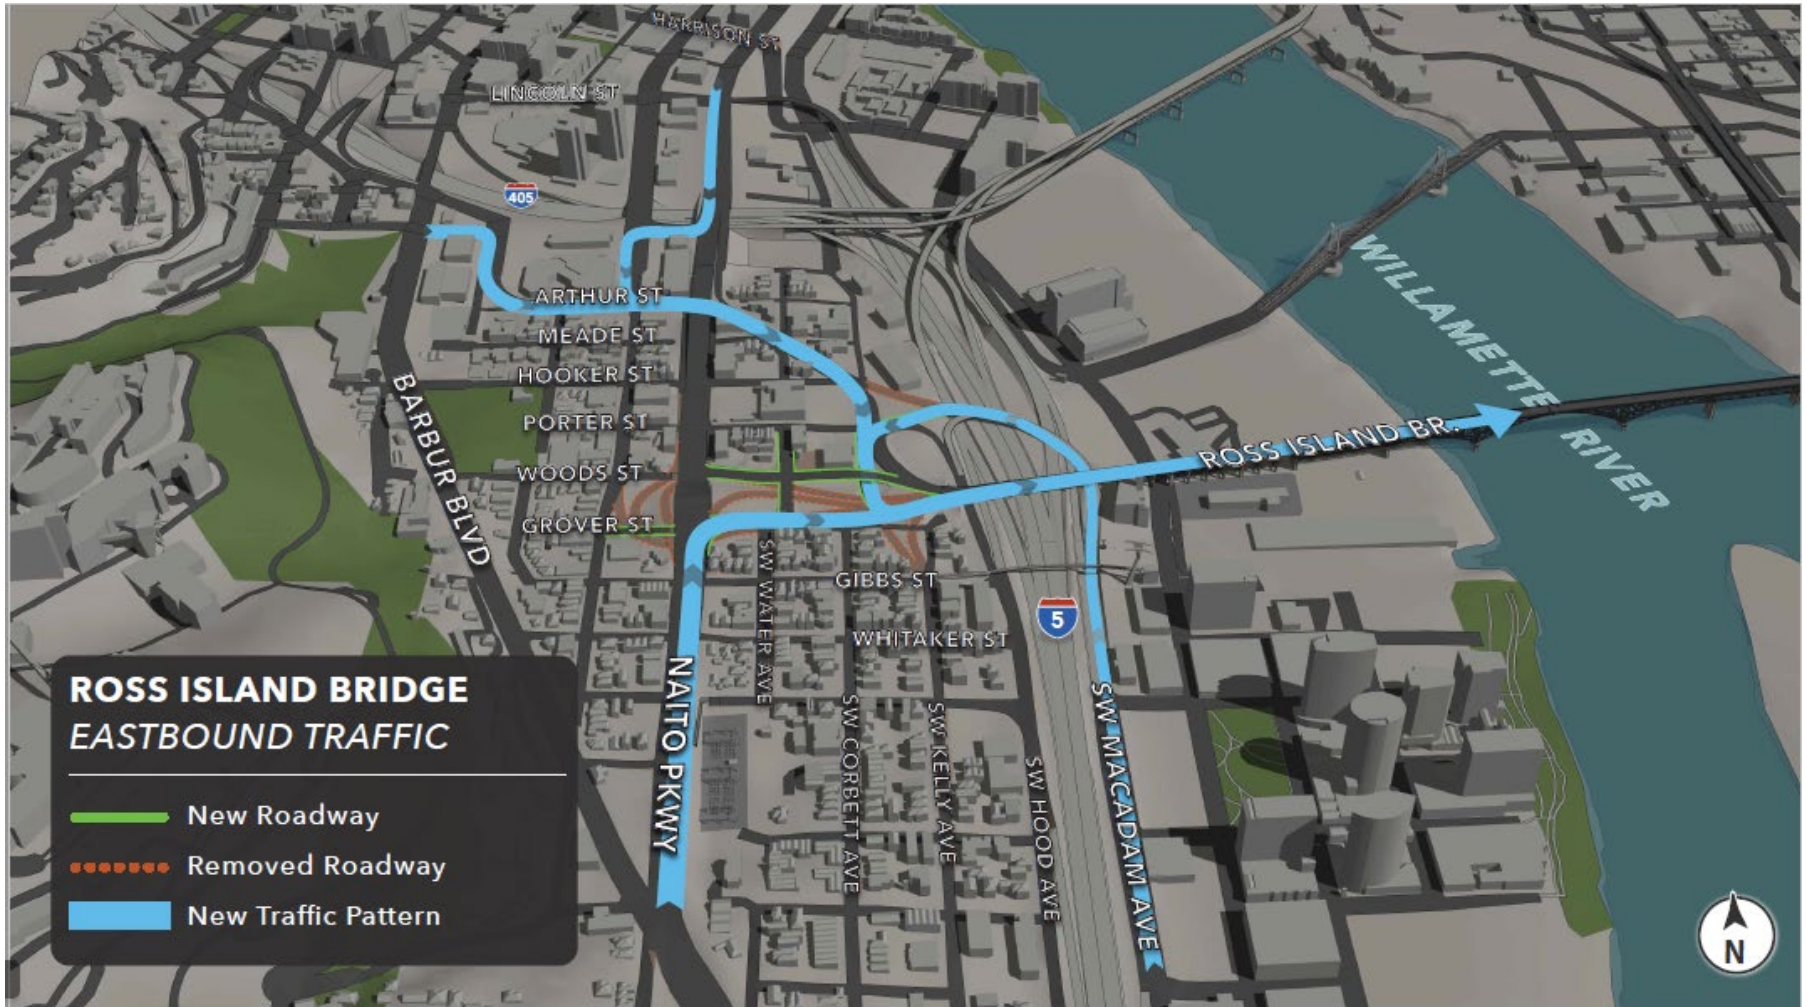 HARRISON ST
LINCOLN ST
405
ARTHUR ST
MEADE ST
HOOKER ST
PORTER ST
WOODS ST
GROVER ST
BARBUR BLVD
ROSS ISLAND BR.
WILLAMETTE
RIVER
SW WATER AVE
GIBBS ST
WHITAKER ST
5
NAITO PKWY
SW CORBETT AVE
SW KELLY AVE
SW HOOD AVE
SW MACADAM AVE
ROSS ISLAND BRIDGE
EASTBOUND TRAFFIC
New Roadway
Removed Roadway
New Traffic Pattern
N